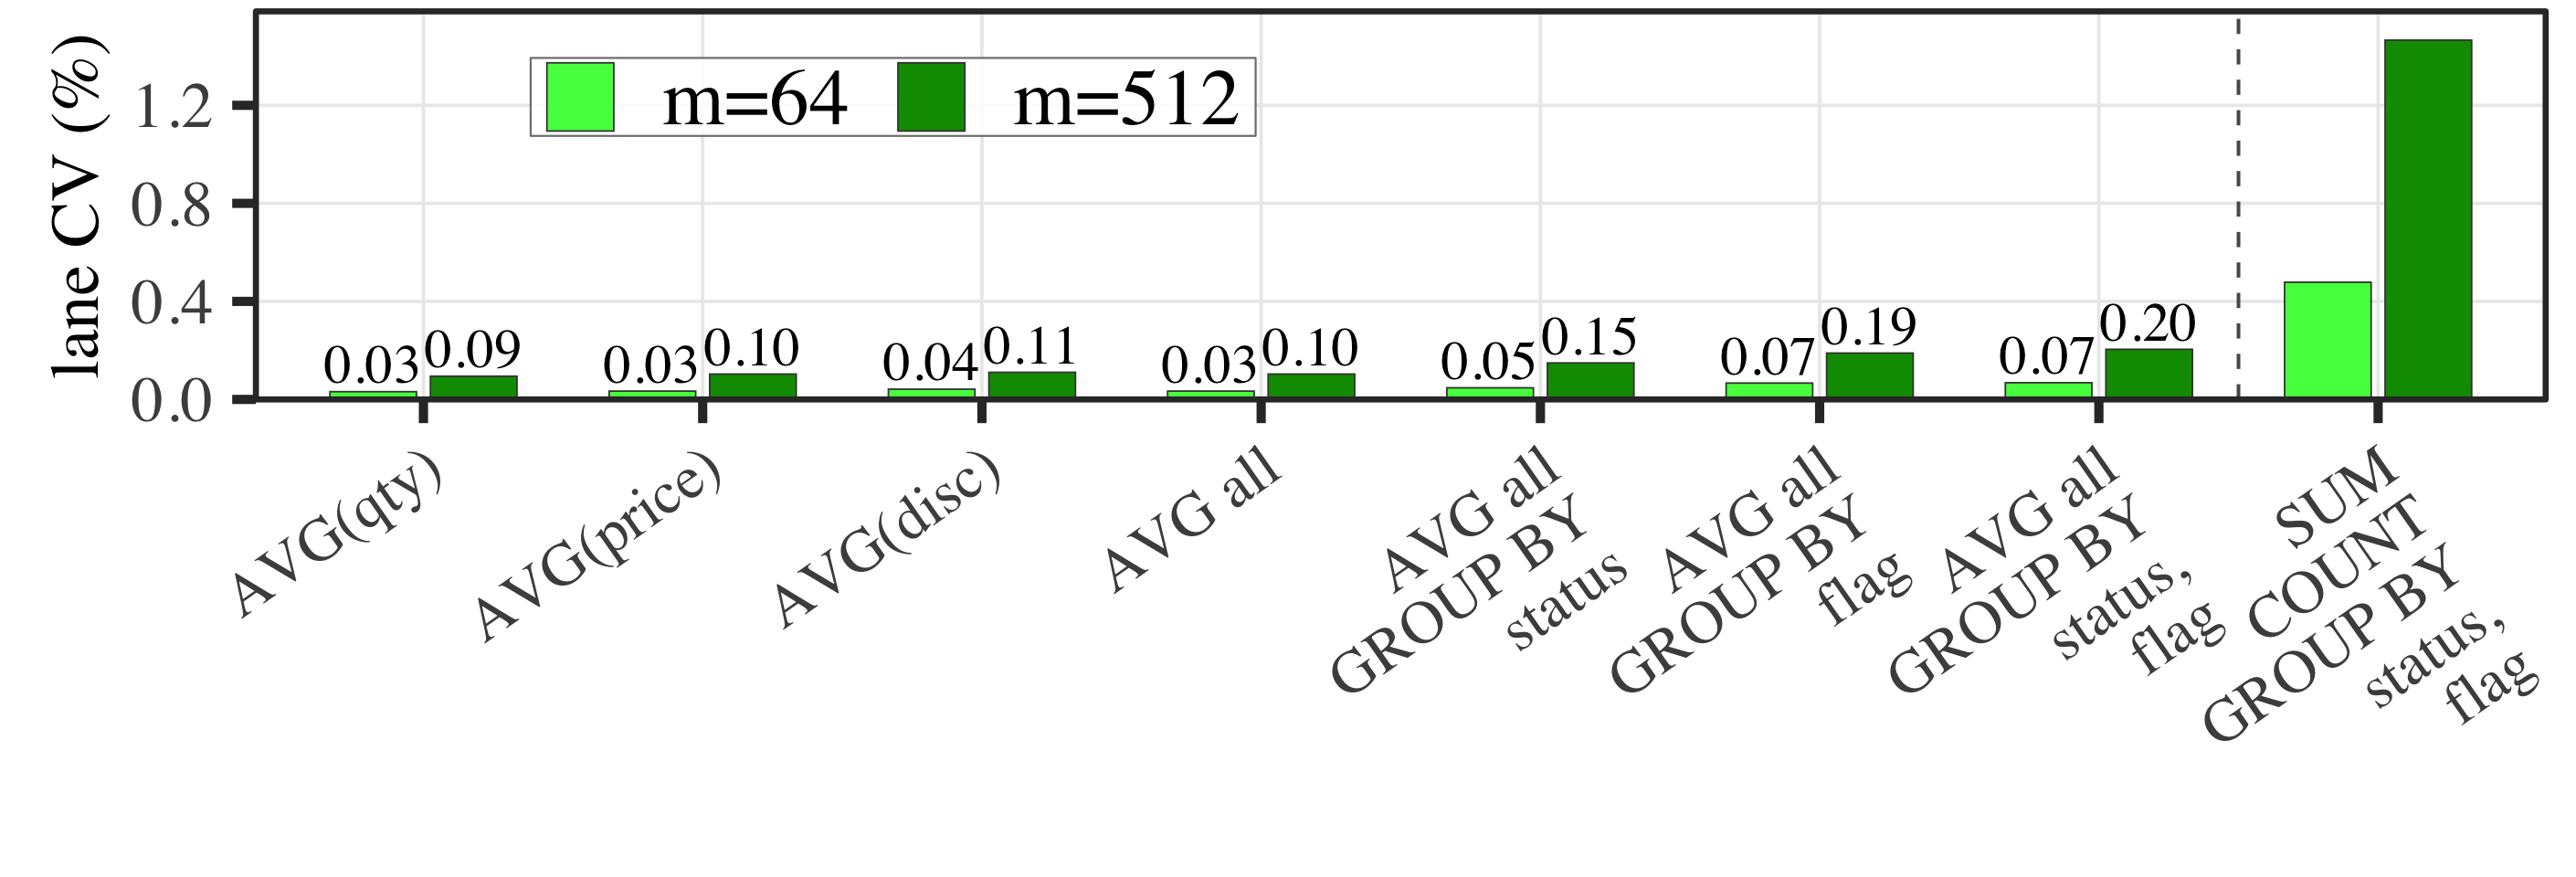 lane CV (%)
1.2
0.8
0.4
0.0
m=64
m=512
0.03
0.09
0.03
0.10
0.04
0.11
0.03
0.10
0.05
0.15
0.07
0.19
0.07
0.20
AVG(qty)
AVG(price)
AVG(disc)
AVG all
AVG all
GROUP BY
status
AVG all
GROUP BY
flag
AVG all
GROUP BY
status,
flag
SUM
COUNT
GROUP BY
status,
flag